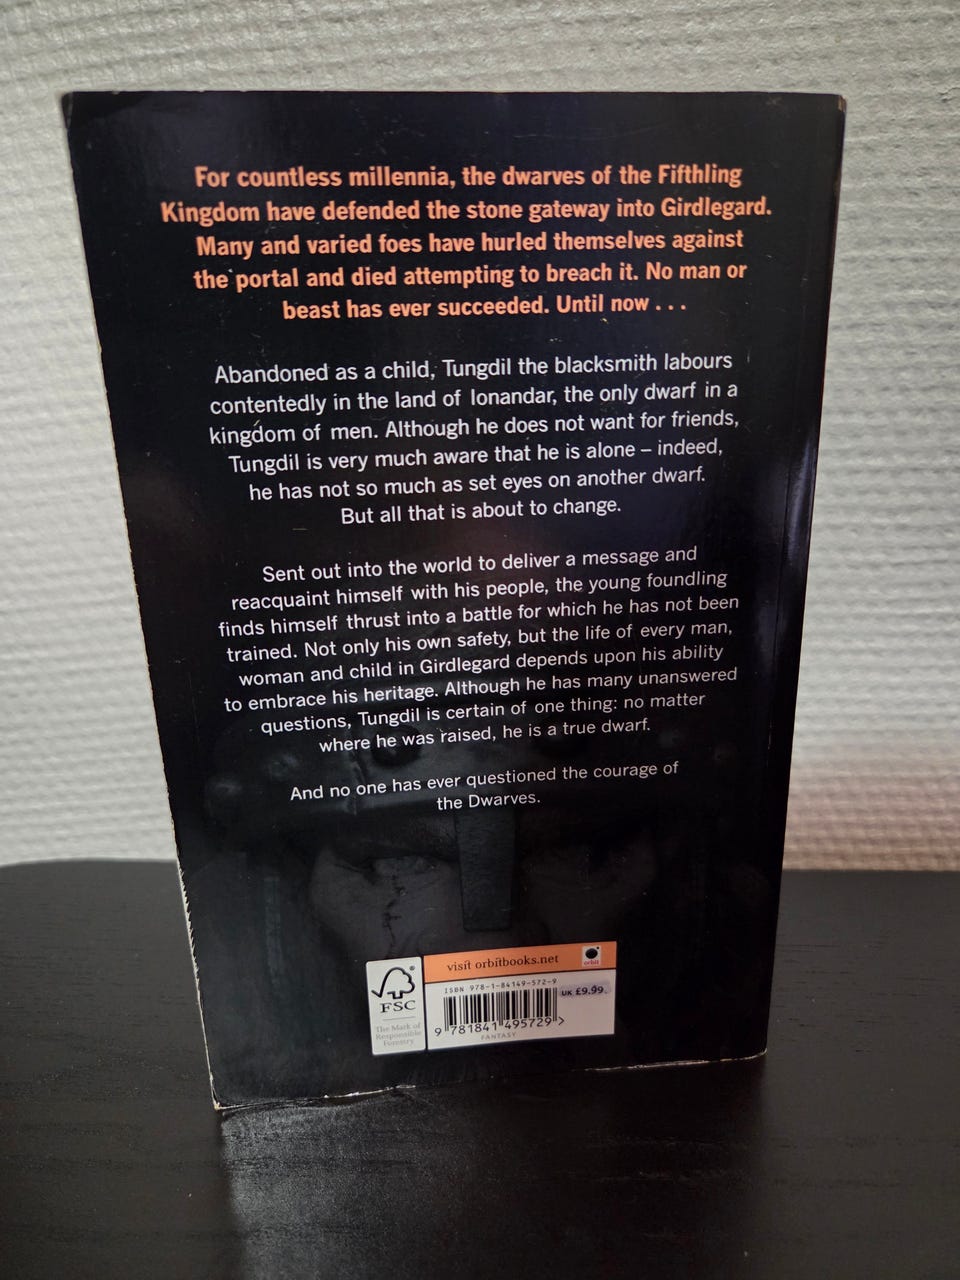 For countless millennia, the dwarves of the Fifthling
Kingdom have defended the stone gateway into Girdlegard.
Many and varied foes have hurled themselves against
the portal and died attempting to breach it. No man or
beast has ever succeeded. Until now . . .
Abandoned as a child, Tungdil the blacksmith labours
contentedly in the land of Ionandar, the only dwarf in a
kingdom of men. Although he does not want for friends,
Tungdil is very much aware that he is alone – indeed,
he has not so much as set eyes on another dwarf.
But all that is about to change.
Sent out into the world to deliver a message and
reacquaint himself with his people, the young foundling
finds himself thrust into a battle for which he has not been
trained. Not only his own safety, but the life of every man,
woman and child in Girdlegard depends upon his ability
to embrace his heritage. Although he has many unanswered
questions, Tungdil is certain of one thing: no matter
where he was raised, he is a true dwarf.
And no one has ever questioned the courage of
the Dwarves.
visit orbitbooks.net
orbit
ISBN 978-1-84149-572-9
UK £9.99
9 781841 495729 >
FANTASY
®
FSC
The Mark of
Responsible
Forestry